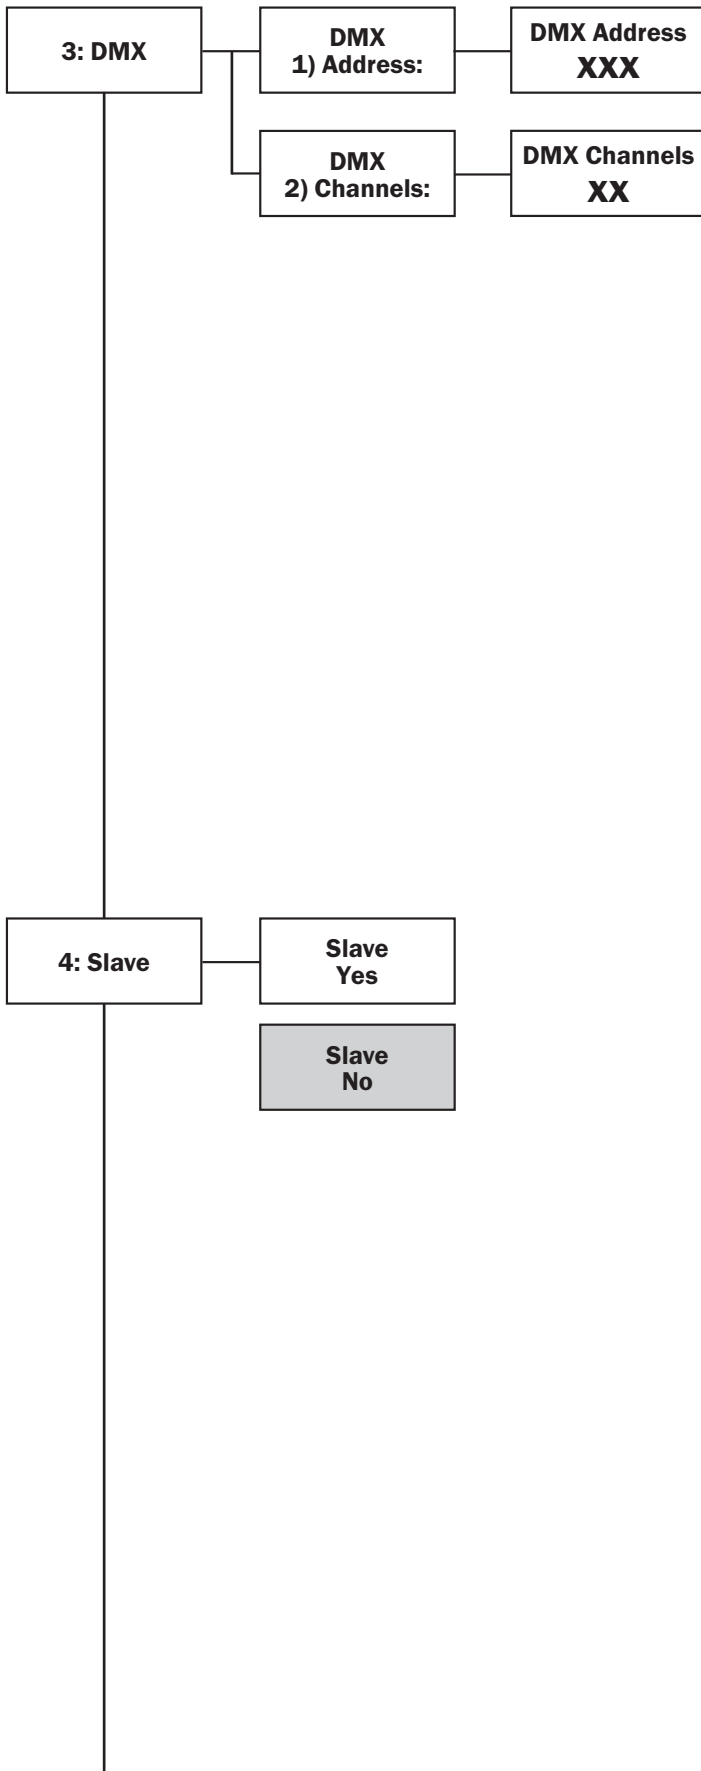 3: DMX
DMX
1) Address:
DMX Address
XXX
DMX
2) Channels:
DMX Channels
XX
4: Slave
Slave
Yes
Slave
No